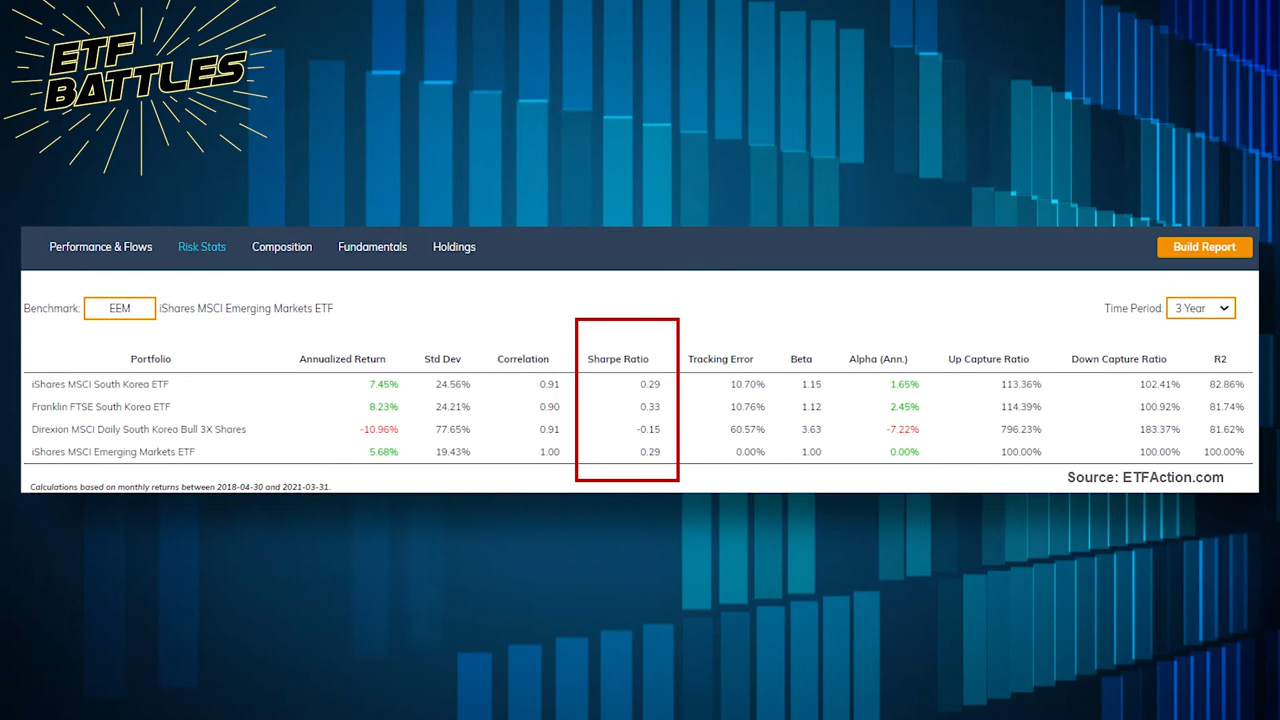 ETF
BATTLES
Performance & Flows Risk Stats Composition Fundamentals Holdings Build Report
Benchmark: EEM iShares MSCI Emerging Markets ETF Time Period: 3 Year
Portfolio Annualized Return Std Dev Correlation Sharpe Ratio Tracking Error Beta Alpha (Ann.) Up Capture Ratio Down Capture Ratio R2
iShares MSCI South Korea ETF 7.45% 24.56% 0.91 0.29 10.70% 1.15 1.65% 113.36% 102.41% 82.86%
Franklin FTSE South Korea ETF 8.23% 24.21% 0.90 0.33 10.76% 1.12 2.45% 114.39% 100.92% 81.74%
Direxion MSCI Daily South Korea Bull 3X Shares -10.96% 77.65% 0.91 -0.15 60.57% 3.63 -7.22% 796.23% 183.37% 81.62%
iShares MSCI Emerging Markets ETF 5.68% 19.43% 1.00 0.29 0.00% 1.00 0.00% 100.00% 100.00% 100.00%
Calculations based on monthly returns between 2018-04-30 and 2021-03-31.
Source: ETFAction.com